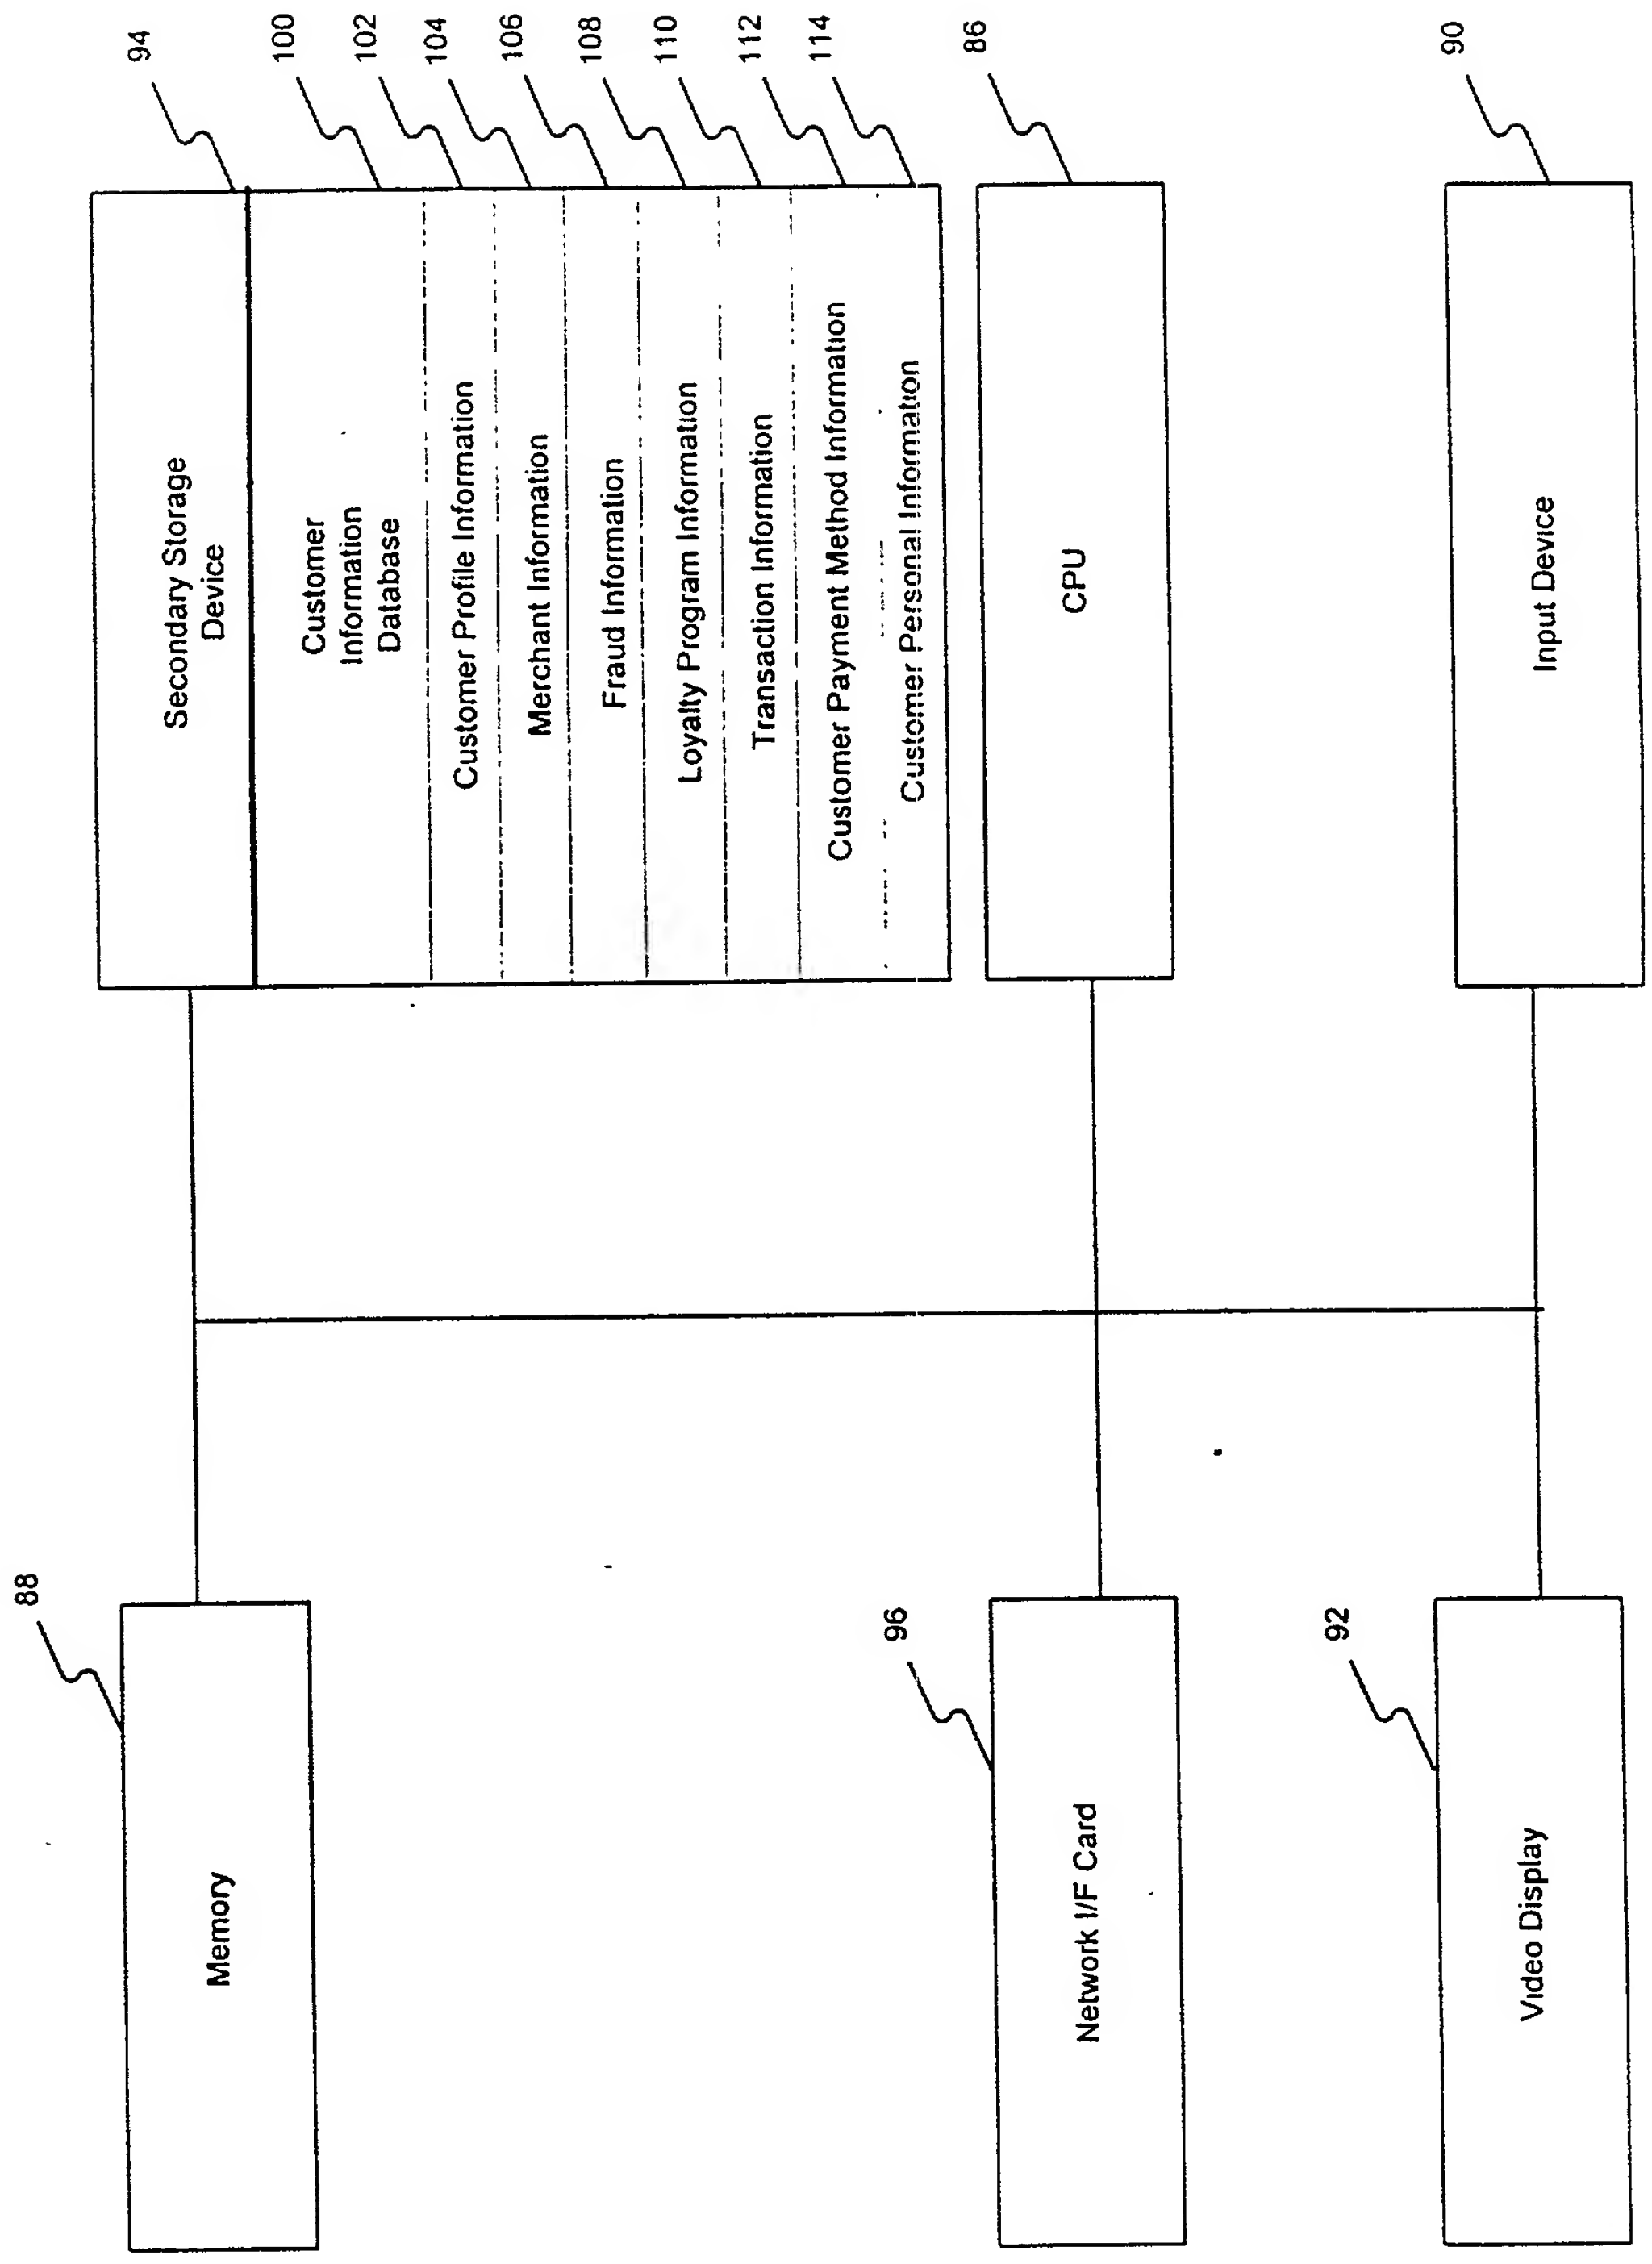 88
Memory
96
Network I/F Card
92
Video Display
94
Secondary Storage
Device
100
Customer
Information
Database
102
Customer Profile Information
104
Merchant Information
106
Fraud Information
108
Loyalty Program Information
110
Transaction Information
112
Customer Payment Method Information
114
Customer Personal Information
86
CPU
90
Input Device